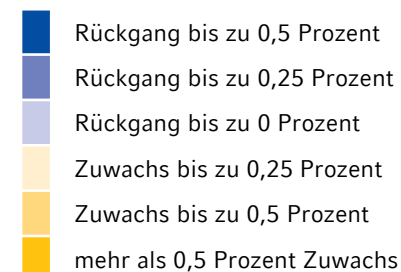 Rückgang bis zu 0,5 Prozent
Rückgang bis zu 0,25 Prozent
Rückgang bis zu 0 Prozent
Zuwachs bis zu 0,25 Prozent
Zuwachs bis zu 0,5 Prozent
mehr als 0,5 Prozent Zuwachs